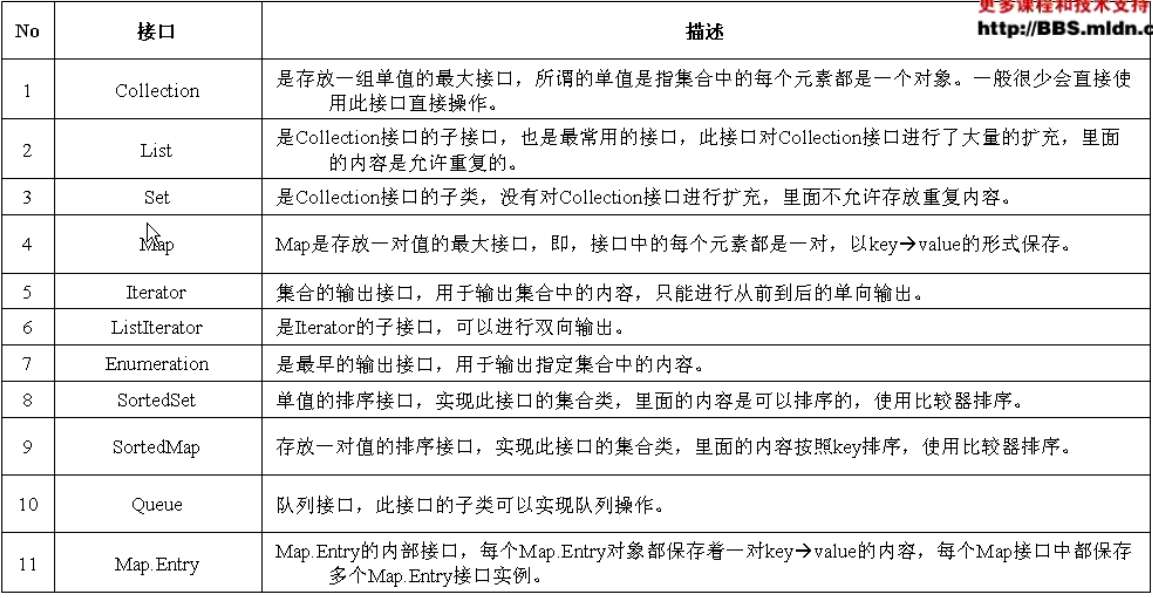 更多课程和技术支持
http://BBS.mldn.c
No 接口 描述
1 Collection 是存放一组单值的最大接口，所谓的单值是指集合中的每个元素都是一个对象。一般很少会直接使
用此接口直接操作。
2 List 是Collection接口的子接口，也是最常用的接口，此接口对Collection接口进行了大量的扩充，里面
的内容是允许重复的。
3 Set 是Collection接口的子类，没有对Collection接口进行扩充，里面不允许存放重复内容。
4 Map Map是存放一对值的最大接口，即，接口中的每个元素都是一对，以key→value的形式保存。
5 Iterator 集合的输出接口，用于输出集合中的内容，只能进行从前到后的单向输出。
6 ListIterator 是Iterator的子接口，可以进行双向输出。
7 Enumeration 是最早的输出接口，用于输出指定集合中的内容。
8 SortedSet 单值的排序接口，实现此接口的集合类，里面的内容是可以排序的，使用比较器排序。
9 SortedMap 存放一对值的排序接口，实现此接口的集合类，里面的内容按照key排序，使用比较器排序。
10 Queue 队列接口，此接口的子类可以实现队列操作。
11 Map.Entry Map.Entry的内部接口，每个Map.Entry对象都保存着一对key→value的内容，每个Map接口中都保存
多个Map.Entry接口实例。